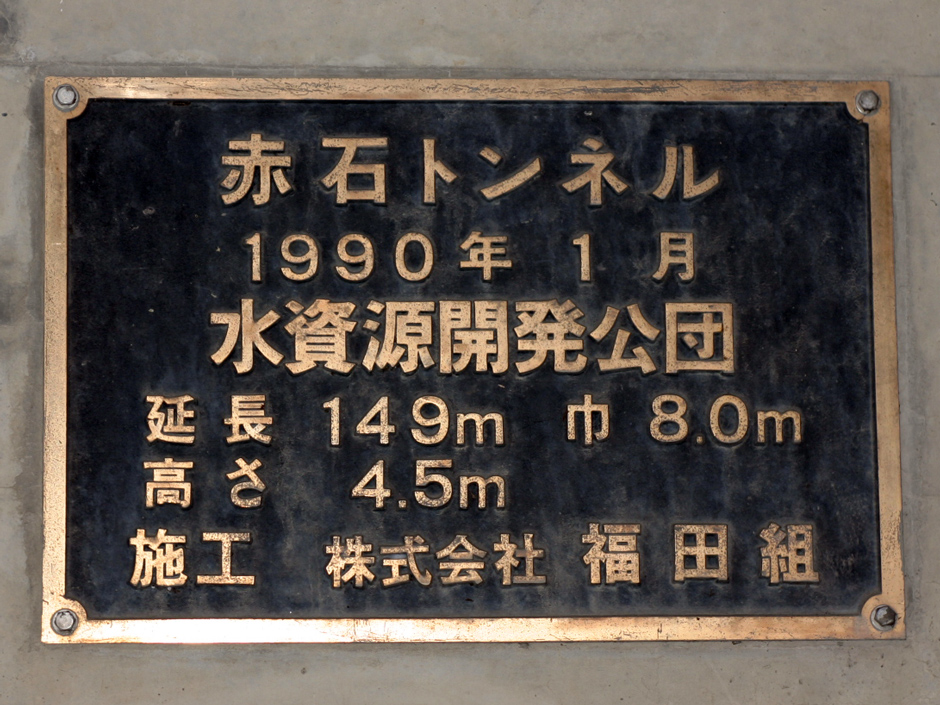 赤石トンネル
1990年 1月
水資源開発公団
延長 149m 巾 8.0m
高さ 4.5m
施工 株式会社 福田組